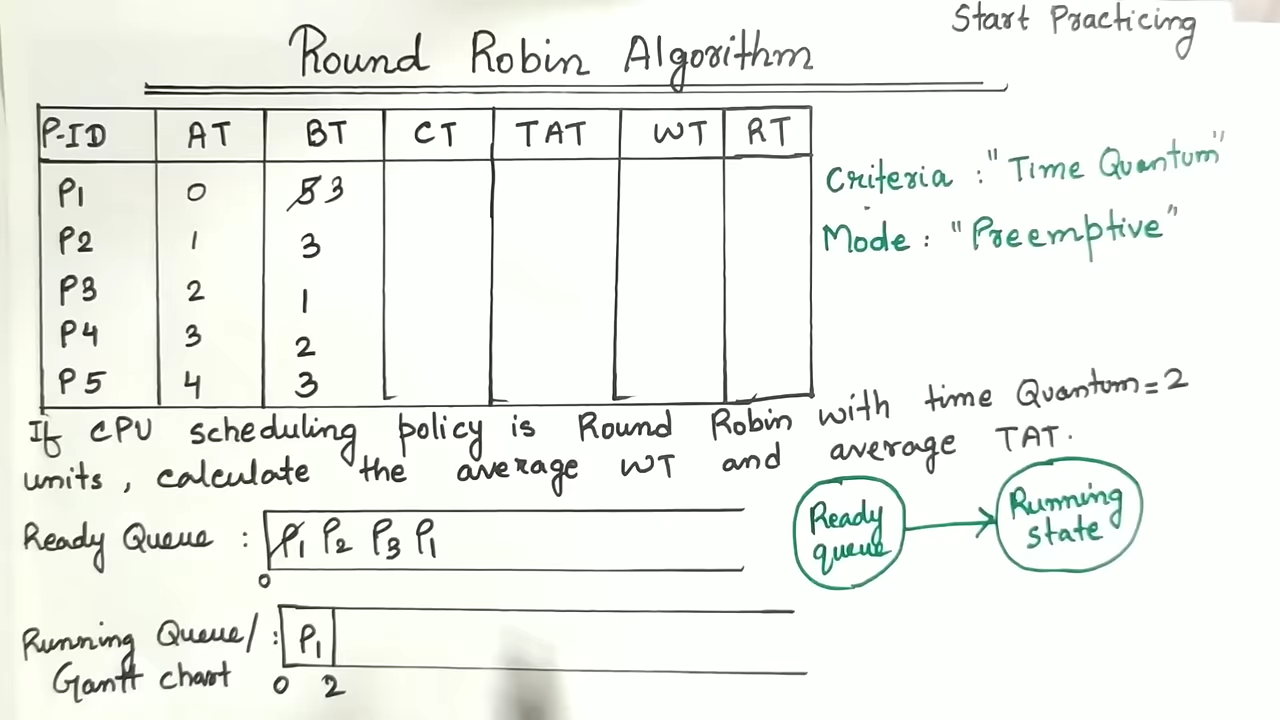 Start Practicing
Round Robin Algorithm
P-ID AT BT CT TAT WT RT
P1 0 5 3
P2 1 3
P3 2 1
P4 3 2
P5 4 3
Criteria : "Time Quantum"
Mode : "Preemptive"
If CPU scheduling policy is Round Robin with time Quantum = 2
units, calculate the average WT and average TAT.
Ready Queue : P1 P2 P3 P1
0
Ready queue
Running state
Running Queue/ : P1
Gantt chart 0 2